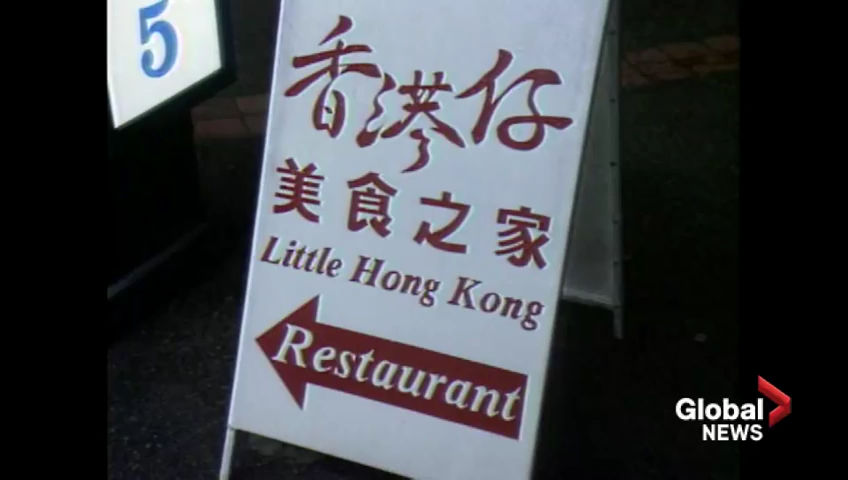 5
香港仔
美食之家
Little Hong Kong
Restaurant
Global
NEWS